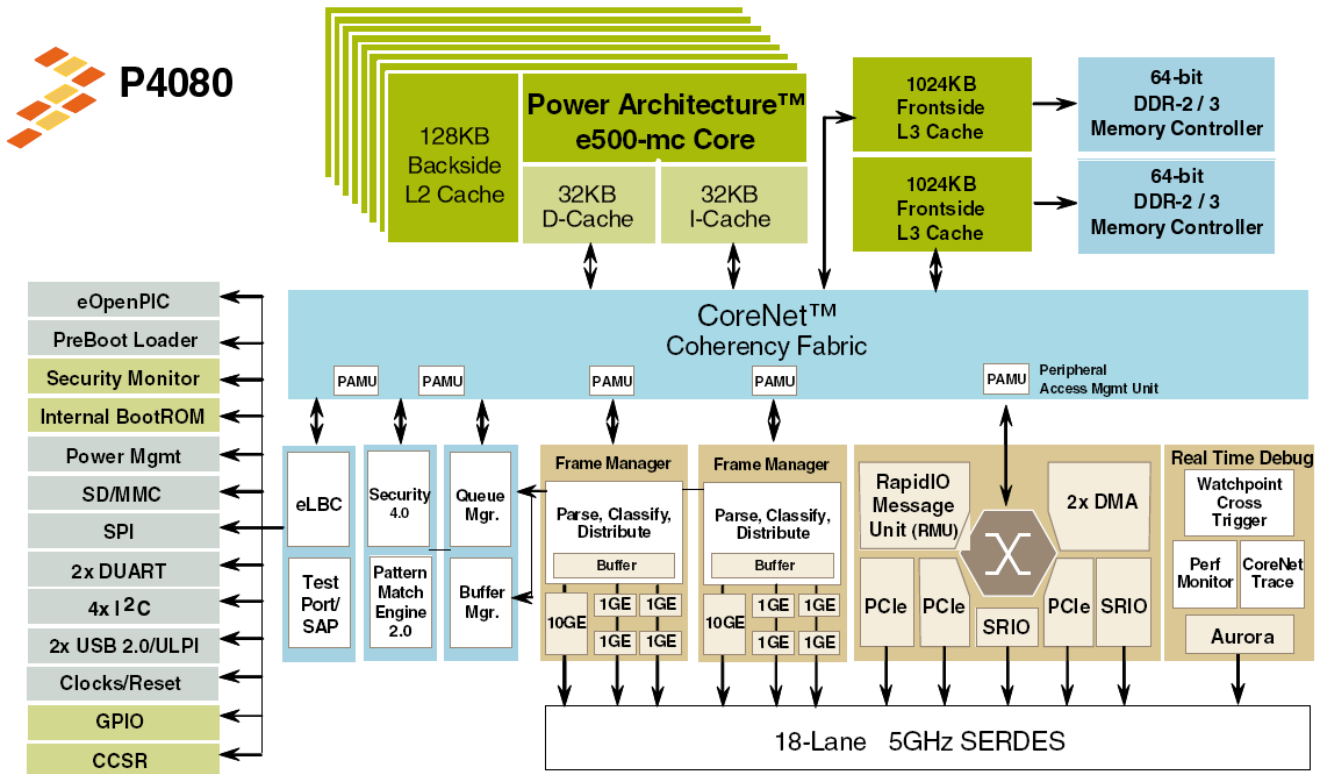 P4080
128KB
Backside
L2 Cache
Power Architecture™
e500-mc Core
32KB
D-Cache
32KB
I-Cache
1024KB
Frontside
L3 Cache
64-bit
DDR-2 / 3
Memory Controller
1024KB
Frontside
L3 Cache
64-bit
DDR-2 / 3
Memory Controller
CoreNet™
Coherency Fabric
PAMU
PAMU
PAMU
PAMU
PAMU
Peripheral
Access Mgmt Unit
eOpenPIC
PreBoot Loader
Security Monitor
Internal BootROM
Power Mgmt
SD/MMC
SPI
2x DUART
4x I²C
2x USB 2.0/ULPI
Clocks/Reset
GPIO
CCSR
eLBC
Test
Port/
SAP
Security
4.0
Pattern
Match
Engine
2.0
Queue
Mgr.
Buffer
Mgr.
Frame Manager
Parse, Classify,
Distribute
Buffer
10GE
1GE
1GE
1GE
1GE
Frame Manager
Parse, Classify,
Distribute
Buffer
10GE
1GE
1GE
1GE
1GE
RapidIO
Message
Unit (RMU)
2x DMA
PCIe
PCIe
SRIO
PCIe
SRIO
Real Time Debug
Watchpoint
Cross
Trigger
Perf
Monitor
CoreNet
Trace
Aurora
18-Lane 5GHz SERDES